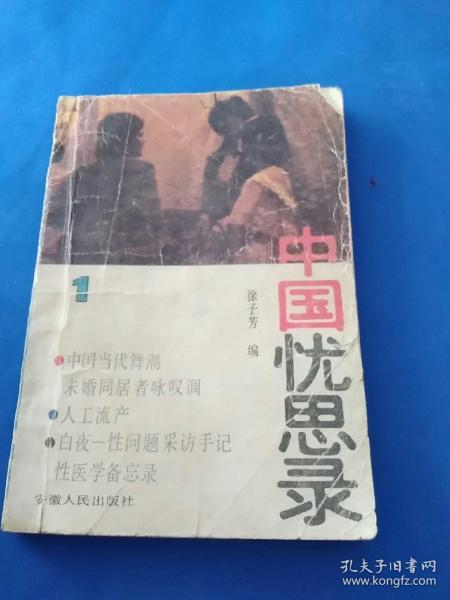 中国忧思录
1
徐子芳 编
中国当代舞潮
未婚同居者咏叹调
人工流产
白夜—性问题采访手记
性医学备忘录
安徽人民出版社
孔夫子旧书网
www.kongfz.com